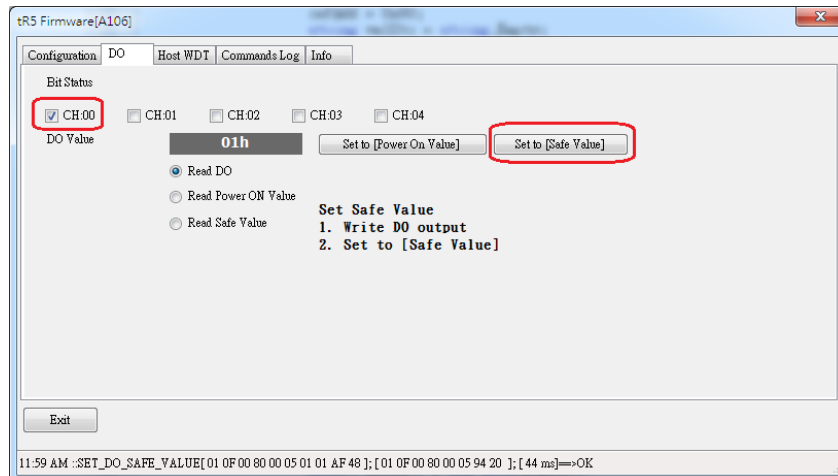 tR5 Firmware[A106]
Configuration DO Host WDT Commands Log Info
Bit Status
CH:00 CH:01 CH:02 CH:03 CH:04
DO Value 01h Set to [Power On Value] Set to [Safe Value]
Read DO
Read Power ON Value
Read Safe Value
Set Safe Value
1. Write DO output
2. Set to [Safe Value]
Exit
11:59 AM ::SET_DO_SAFE_VALUE[ 01 0F 00 80 00 05 01 01 AF 48 ]; [ 01 0F 00 80 00 05 94 20 ]; [ 44 ms]==>OK